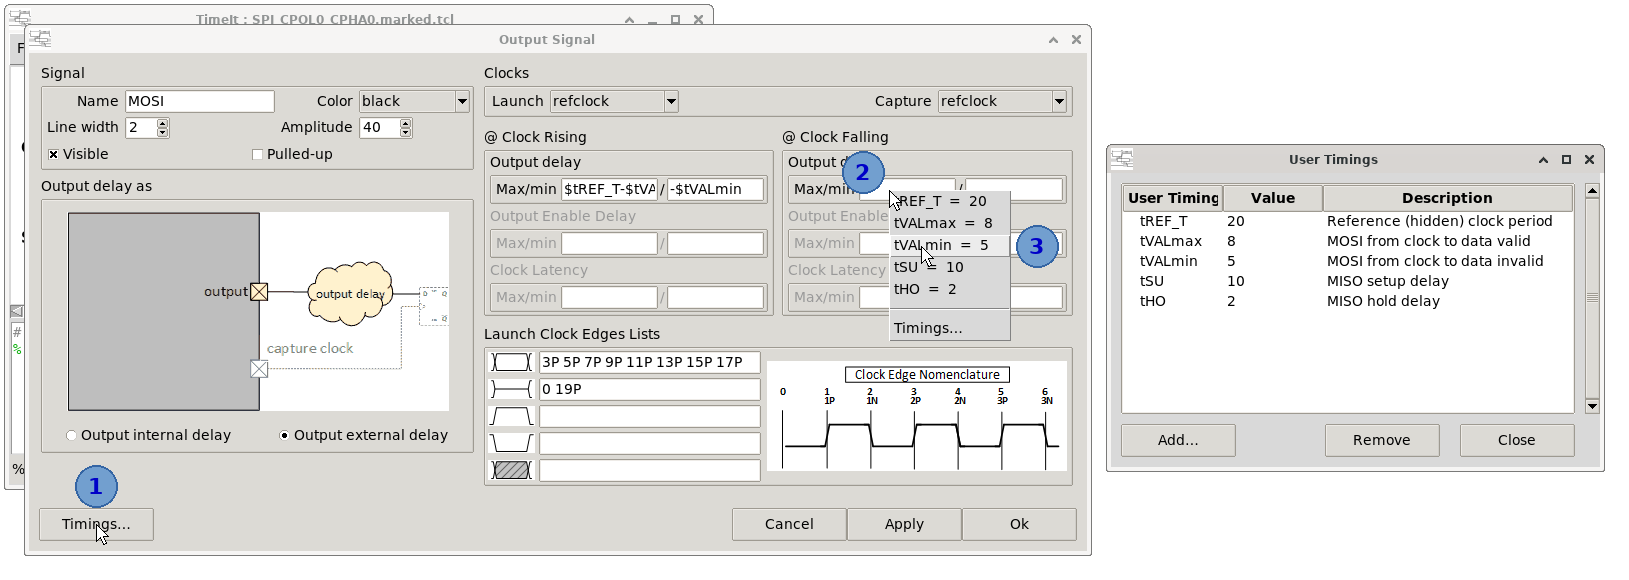 TimeIt : SPI_CPOL0_CPHA0.marked.tcl
F
Output Signal
Signal
Name MOSI Color black
Line width 2 Amplitude 40
Visible Pulled-up
Output delay as
output
output delay
capture clock
Output internal delay Output external delay
#
%
%
1
Timings...
Clocks
Launch refclock Capture refclock
@ Clock Rising
Output delay
Max/min $tREF_T-$tVA / -$tVALmin
Output Enable Delay
Max/min /
Clock Latency
Max/min /
@ Clock Falling
Output d
2
Max/min /
Output Enable
Max/min
Clock Latency
Max/min
tREF_T = 20
tVALmax = 8
tVALmin = 5
tSU = 10
tHO = 2
Timings...
3
Launch Clock Edges Lists
3P 5P 7P 9P 11P 13P 15P 17P
0 19P
Clock Edge Nomenclature
0 1 2 3 4 5 6
1P 1N 2P 2N 3P 3N
Cancel Apply Ok
User Timings
User Timing Value Description
tREF_T 20 Reference (hidden) clock period
tVALmax 8 MOSI from clock to data valid
tVALmin 5 MOSI from clock to data invalid
tSU 10 MISO setup delay
tHO 2 MISO hold delay
Add... Remove Close